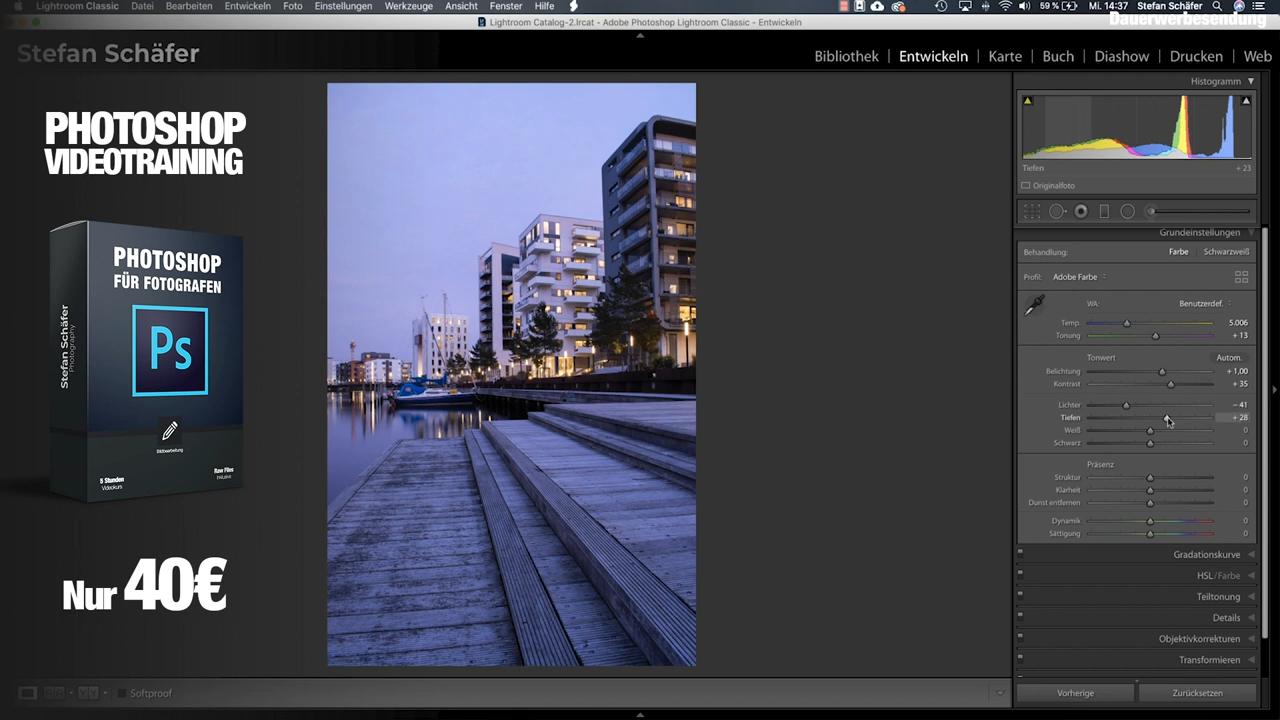 Lightroom Classic Datei Bearbeiten Entwickeln Foto Einstellungen Werkzeuge Ansicht Fenster Hilfe 59 % Mi. 14:37 Stefan Schäfer
Lightroom Catalog-2.lrcat - Adobe Photoshop Lightroom Classic - Entwickeln
Dauerwerbesendung
Stefan Schäfer
Bibliothek | Entwickeln | Karte | Buch | Diashow | Drucken | Web
PHOTOSHOP
VIDEOTRAINING
PHOTOSHOP
FÜR FOTOGRAFEN
Ps
Stefan Schäfer
Photography
Bildbearbeitung
5 Stunden
Videokurs
Raw Files
Inklusive
Nur 40€
Histogramm
Tiefen + 23
Originalfoto
Grundeinstellungen
Behandlung: Farbe Schwarzweiß
Profil: Adobe Farbe
WA: Benutzerdef.
Temp. 5.006
Tonung + 13
Tonwert Autom.
Belichtung + 1,00
Kontrast + 35
Lichter − 41
Tiefen + 28
Weiß 0
Schwarz 0
Präsenz
Struktur 0
Klarheit 0
Dunst entfernen 0
Dynamik 0
Sättigung 0
Gradationskurve
HSL / Farbe
Teiltonung
Details
Objektivkorrekturen
Transformieren
Softproof
Vorherige Zurücksetzen